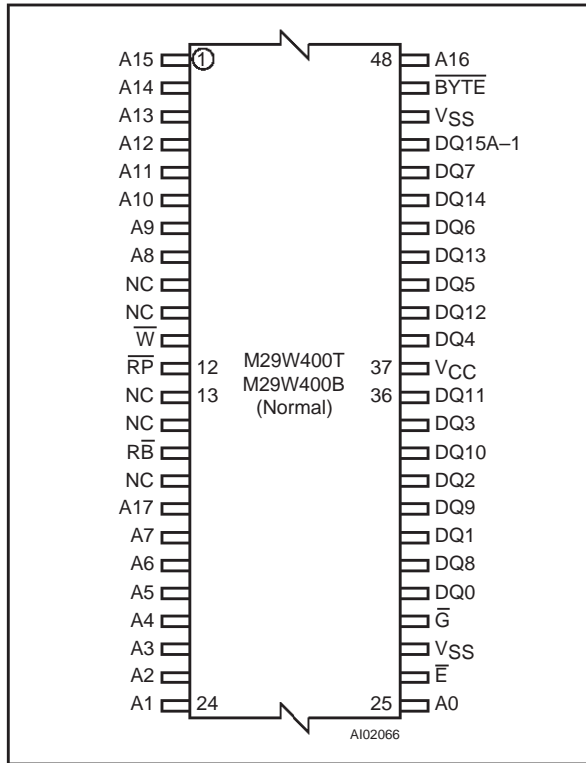 A15 1 48 A16
A14 B̅Y̅T̅E̅
A13 VSS
A12 DQ15A–1
A11 DQ7
A10 DQ14
A9 DQ6
A8 DQ13
NC DQ5
NC DQ12
W̅ DQ4
R̅P̅ 12 M29W400T 37 VCC
NC 13 M29W400B 36 DQ11
(Normal)
NC DQ3
RB̅ DQ10
NC DQ2
A17 DQ9
A7 DQ1
A6 DQ8
A5 DQ0
A4 G̅
A3 VSS
A2 E̅
A1 24 25 A0
AI02066